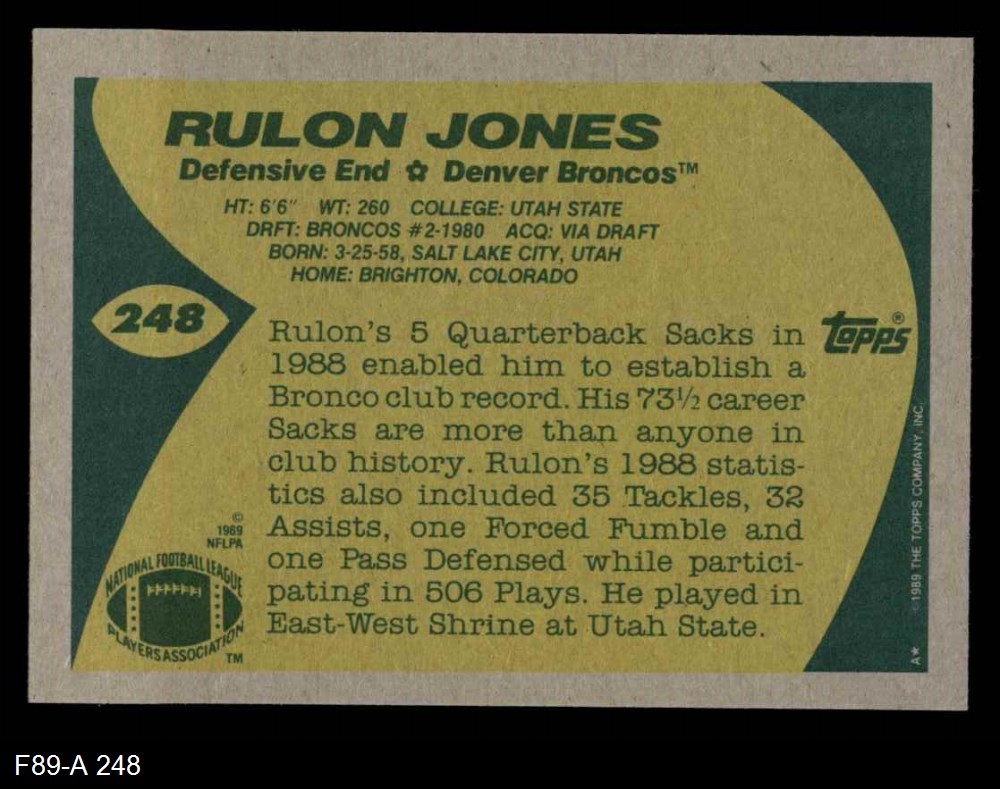 RULON JONES
Defensive End ✿ Denver Broncos™
HT: 6'6" WT: 260 COLLEGE: UTAH STATE
DRFT: BRONCOS #2-1980 ACQ: VIA DRAFT
BORN: 3-25-58, SALT LAKE CITY, UTAH
HOME: BRIGHTON, COLORADO
248
topps®
Rulon's 5 Quarterback Sacks in
1988 enabled him to establish a
Bronco club record. His 73½ career
Sacks are more than anyone in
club history. Rulon's 1988 statis-
tics also included 35 Tackles, 32
Assists, one Forced Fumble and
one Pass Defensed while partici-
pating in 506 Plays. He played in
East-West Shrine at Utah State.
©
1989
NFLPA
NATIONAL FOOTBALL LEAGUE
PLAYERS ASSOCIATION
TM
A★ ©1989 THE TOPPS COMPANY, INC.
F89-A 248